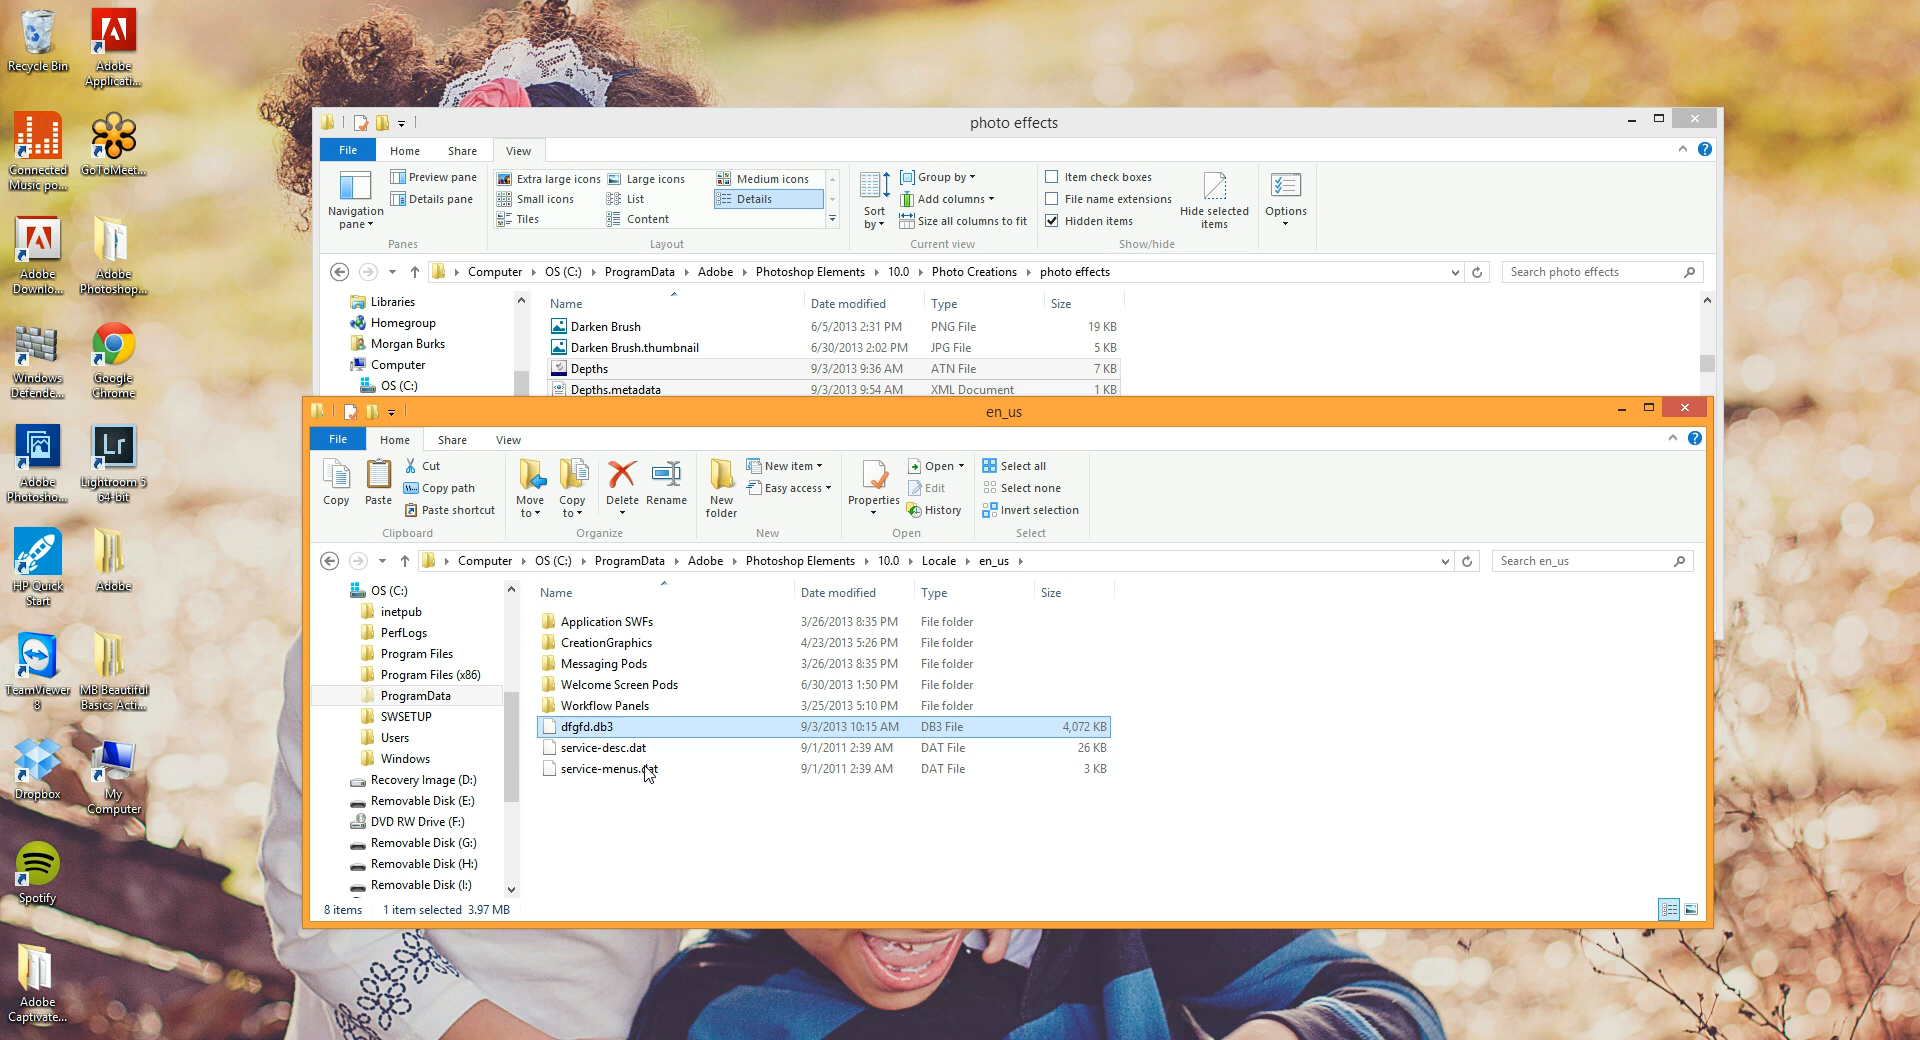 Recycle Bin
Adobe Applicati...
Connected Music po...
GoToMeet...
Adobe Downlo...
Adobe Photoshop...
Windows Defende...
Google Chrome
Adobe Photosho...
Lightroom 5 64-bit
HP Quick Start
Adobe
TeamViewer 8
MB Beautiful Basics Acti...
Dropbox
My Computer
Spotify
Adobe Captivate...
photo effects
File Home Share View
Navigation pane
Preview pane
Details pane
Panes
Extra large icons Large icons Medium icons
Small icons List Details
Tiles Content
Layout
Sort by
Group by
Add columns
Size all columns to fit
Current view
Item check boxes
File name extensions
Hidden items
Hide selected items
Show/hide
Options
Computer OS (C:) ProgramData Adobe Photoshop Elements 10.0 Photo Creations photo effects
Search photo effects
Libraries
Homegroup
Morgan Burks
Computer
OS (C:)
Name Date modified Type Size
Darken Brush 6/5/2013 2:31 PM PNG File 19 KB
Darken Brush.thumbnail 6/30/2013 2:02 PM JPG File 5 KB
Depths 9/3/2013 9:36 AM ATN File 7 KB
Depths.metadata 9/3/2013 9:54 AM XML Document 1 KB
en_us
File Home Share View
Copy
Paste
Cut
Copy path
Paste shortcut
Clipboard
Move to
Copy to
Delete
Rename
Organize
New folder
New item
Easy access
New
Properties
Open
Edit
History
Open
Select all
Select none
Invert selection
Select
Computer OS (C:) ProgramData Adobe Photoshop Elements 10.0 Locale en_us
Search en_us
OS (C:)
inetpub
PerfLogs
Program Files
Program Files (x86)
ProgramData
SWSETUP
Users
Windows
Recovery Image (D:)
Removable Disk (E:)
DVD RW Drive (F:)
Removable Disk (G:)
Removable Disk (H:)
Removable Disk (I:)
Name Date modified Type Size
Application SWFs 3/26/2013 8:35 PM File folder
CreationGraphics 4/23/2013 5:26 PM File folder
Messaging Pods 3/26/2013 8:35 PM File folder
Welcome Screen Pods 6/30/2013 1:50 PM File folder
Workflow Panels 3/25/2013 5:10 PM File folder
dfgfd.db3 9/3/2013 10:15 AM DB3 File 4,072 KB
service-desc.dat 9/1/2011 2:39 AM DAT File 26 KB
service-menus.dat 9/1/2011 2:39 AM DAT File 3 KB
8 items 1 item selected 3.97 MB